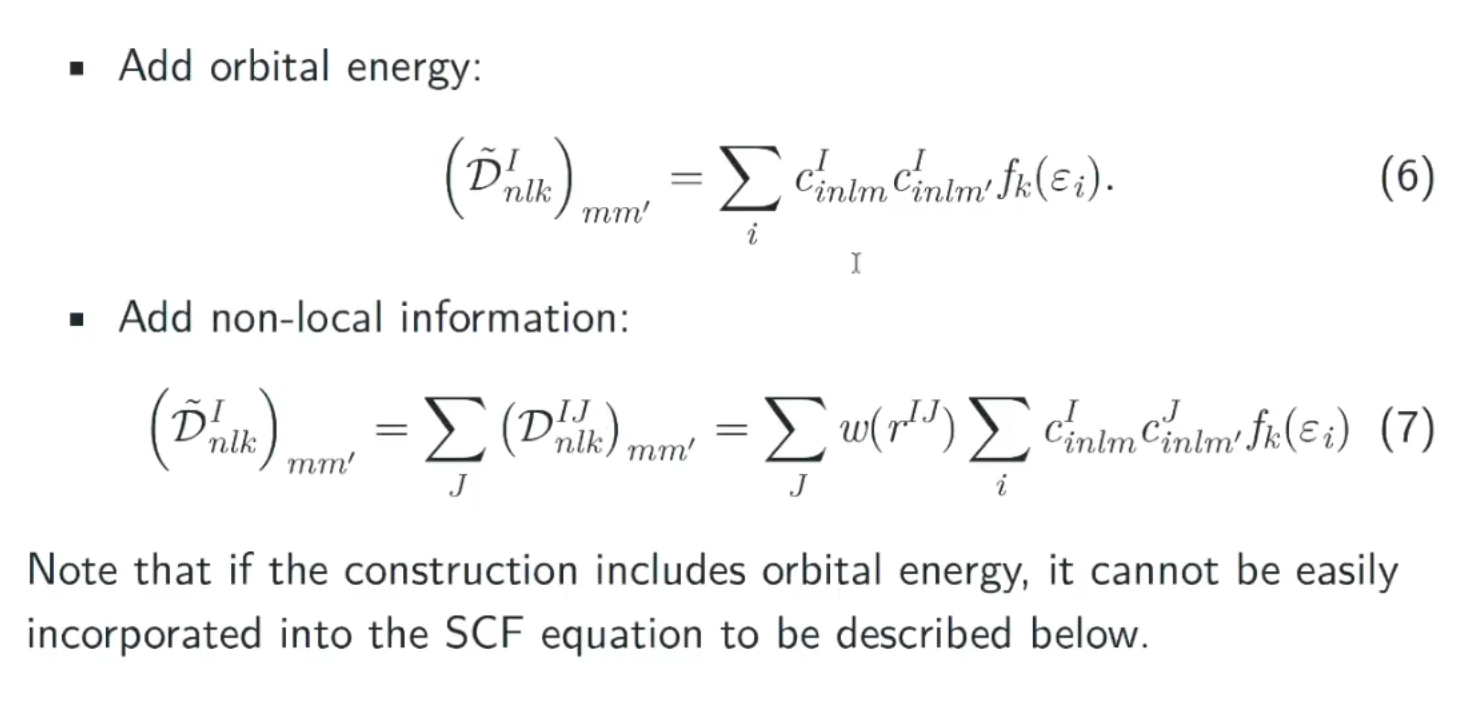 ▪ Add orbital energy:
$\left(\tilde{\mathcal{D}}^{I}_{nlk}\right)_{mm'} = \sum_{i} c^{I}_{inlm} c^{I}_{inlm'} f_k(\varepsilon_i).$ (6)
▪ Add non-local information:
$\left(\tilde{\mathcal{D}}^{I}_{nlk}\right)_{mm'} = \sum_{J} \left(\mathcal{D}^{IJ}_{nlk}\right)_{mm'} = \sum_{J} w(r^{IJ}) \sum_{i} c^{I}_{inlm} c^{J}_{inlm'} f_k(\varepsilon_i)$ (7)
Note that if the construction includes orbital energy, it cannot be easily
incorporated into the SCF equation to be described below.